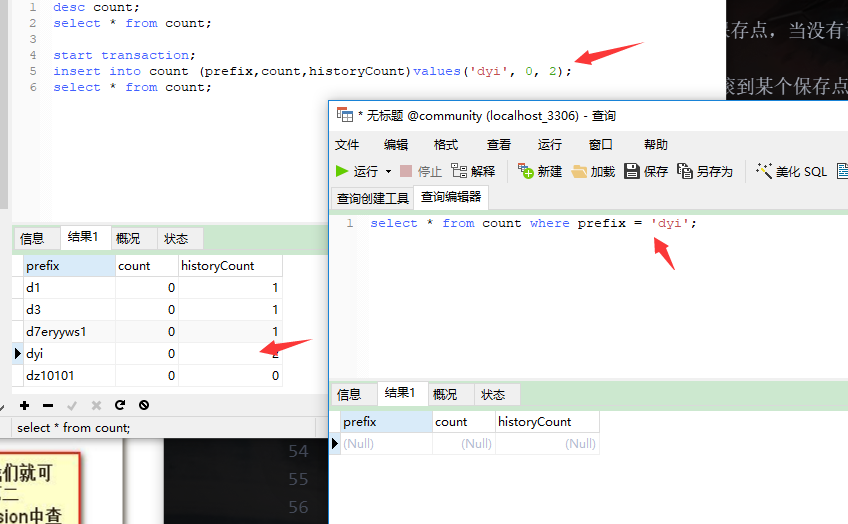 1 desc count;
2 select * from count;
3
4 start transaction;
5 insert into count (prefix,count,historyCount)values('dyi', 0, 2);
6 select * from count;
保存点，当没有
滚到某个保存点
* 无标题 @community (localhost_3306) - 查询
文件 编辑 格式 查看 运行 窗口 帮助
运行 停止 解释 新建 加载 保存 另存为 美化 SQL
查询创建工具 查询编辑器
1 select * from count where prefix = 'dyi';
信息 结果1 概况 状态
prefix count historyCount
d1 0 1
d3 0 1
d7eryyws1 0 1
dyi 0 2
dz10101 0 0
select * from count;
信息 结果1 概况 状态
prefix count historyCount
(Null) (Null) (Null)
们就可
二
sion中查
54
55
56